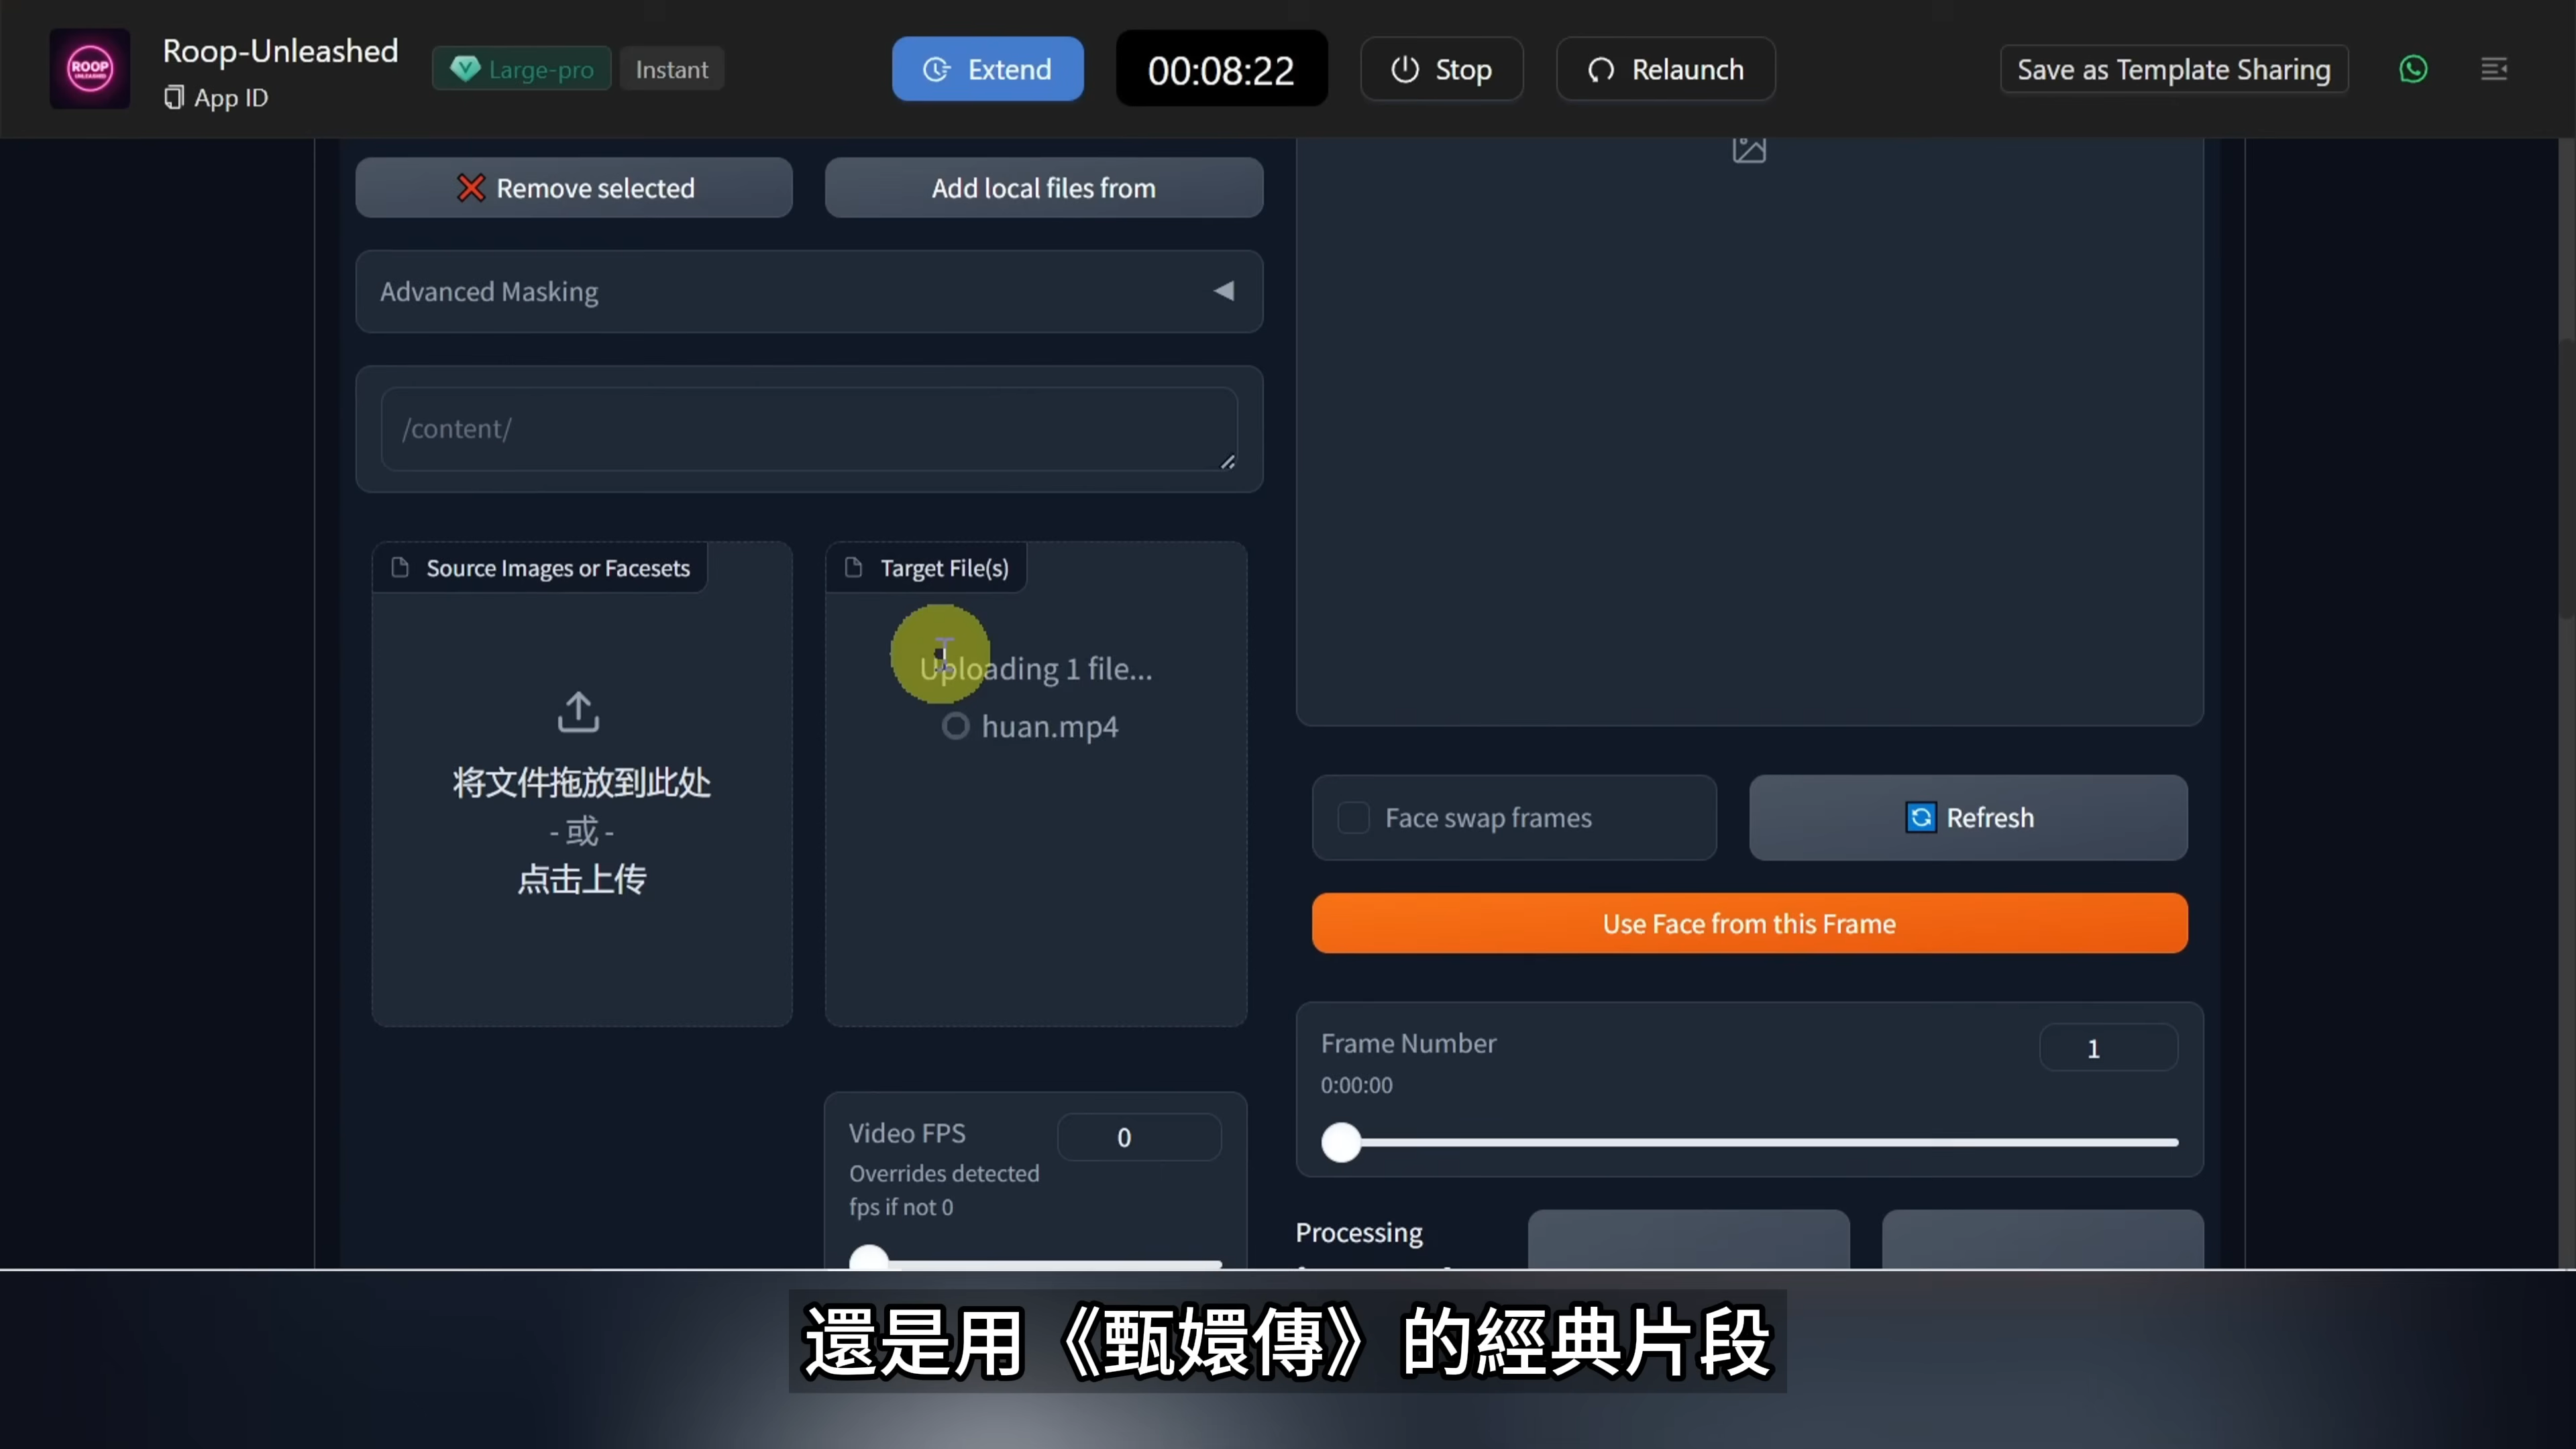 ROOP
UNLEASHED
Roop-Unleashed
App ID
Large-pro
Instant
Extend
00:08:22
Stop
Relaunch
Save as Template Sharing
Remove selected
Add local files from
Advanced Masking
/content/
Source Images or Facesets
将文件拖放到此处
- 或 -
点击上传
Target File(s)
Uploading 1 file...
huan.mp4
Video FPS
0
Overrides detected
fps if not 0
Face swap frames
Refresh
Use Face from this Frame
Frame Number
1
0:00:00
Processing
還是用《甄嬛傳》的經典片段